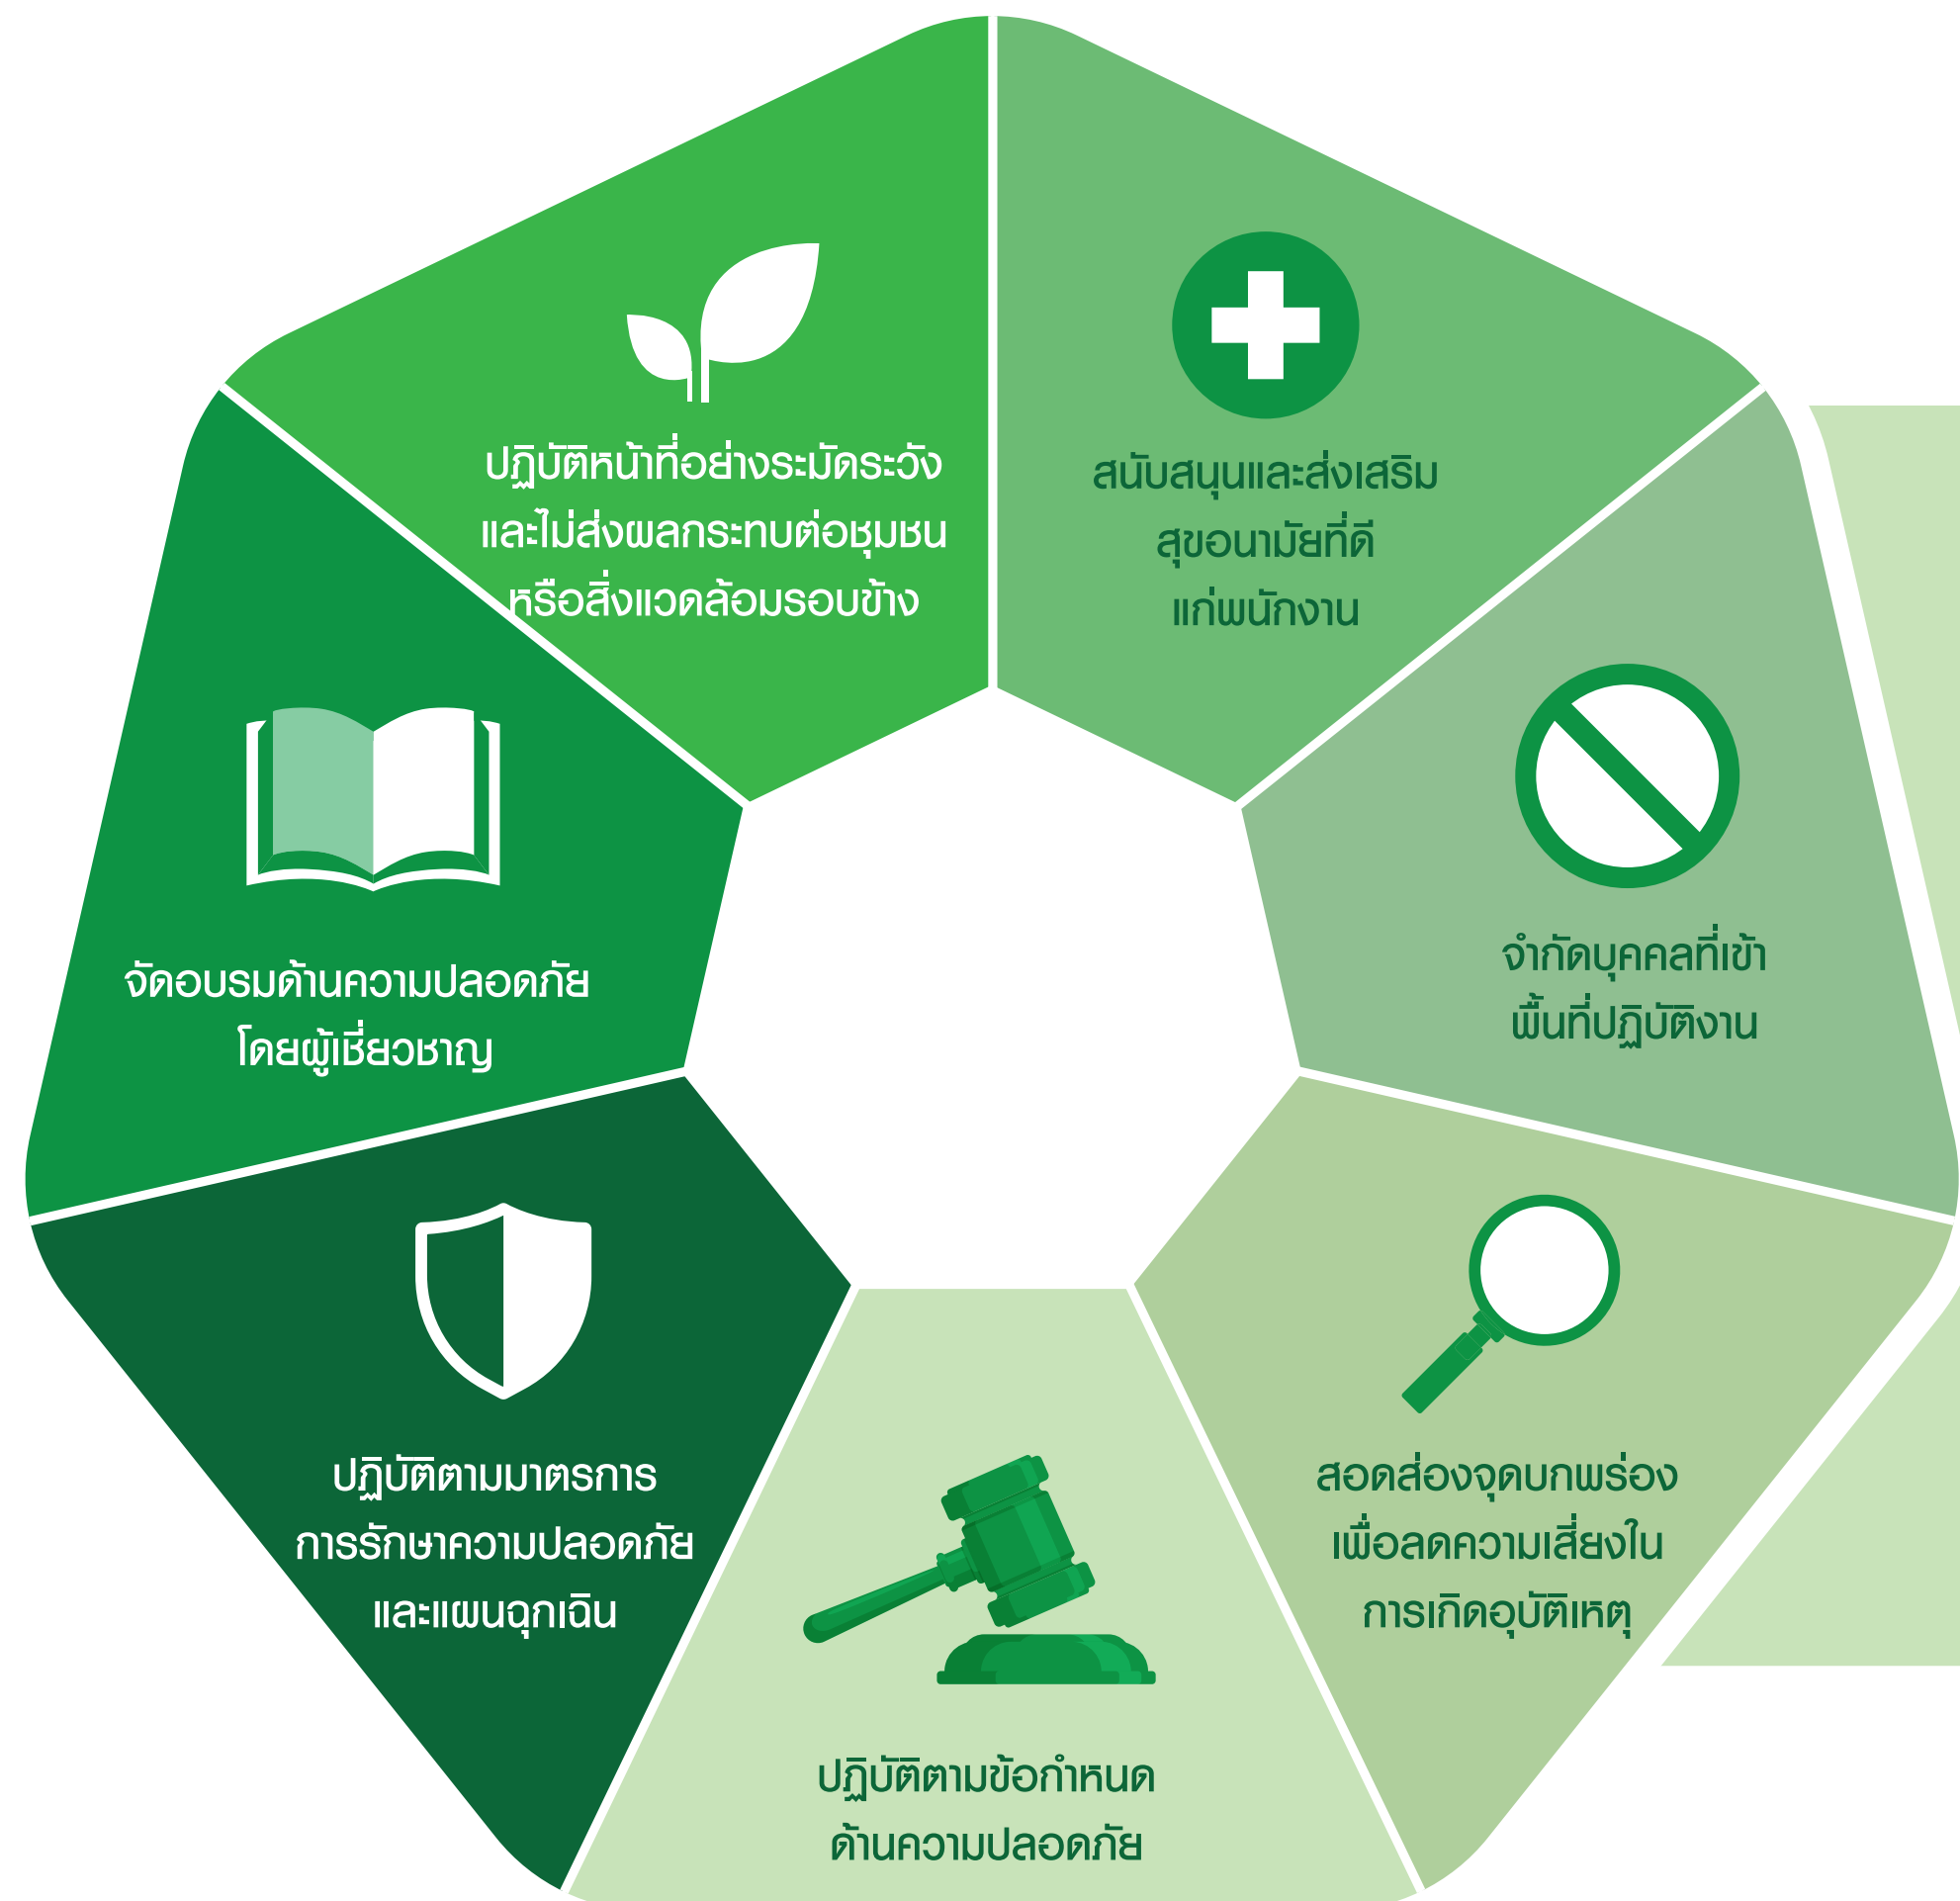 ปฏิบัติหน้าที่อย่างระมัดระวัง
และไม่ส่งผลกระทบต่อชุมชน
หรือสิ่งแวดล้อมรอบข้าง
สนับสนุนและส่งเสริม
สุขอนามัยที่ดี
แก่พนักงาน
จำกัดบุคคลที่เข้า
พื้นที่ปฏิบัติงาน
สอดส่องจุดบกพร่อง
เพื่อลดความเสี่ยงใน
การเกิดอุบัติเหตุ
ปฏิบัติตามข้อกำหนด
ด้านความปลอดภัย
ปฏิบัติตามมาตรการ
การรักษาความปลอดภัย
และแผนฉุกเฉิน
จัดอบรมด้านความปลอดภัย
โดยผู้เชี่ยวชาญ